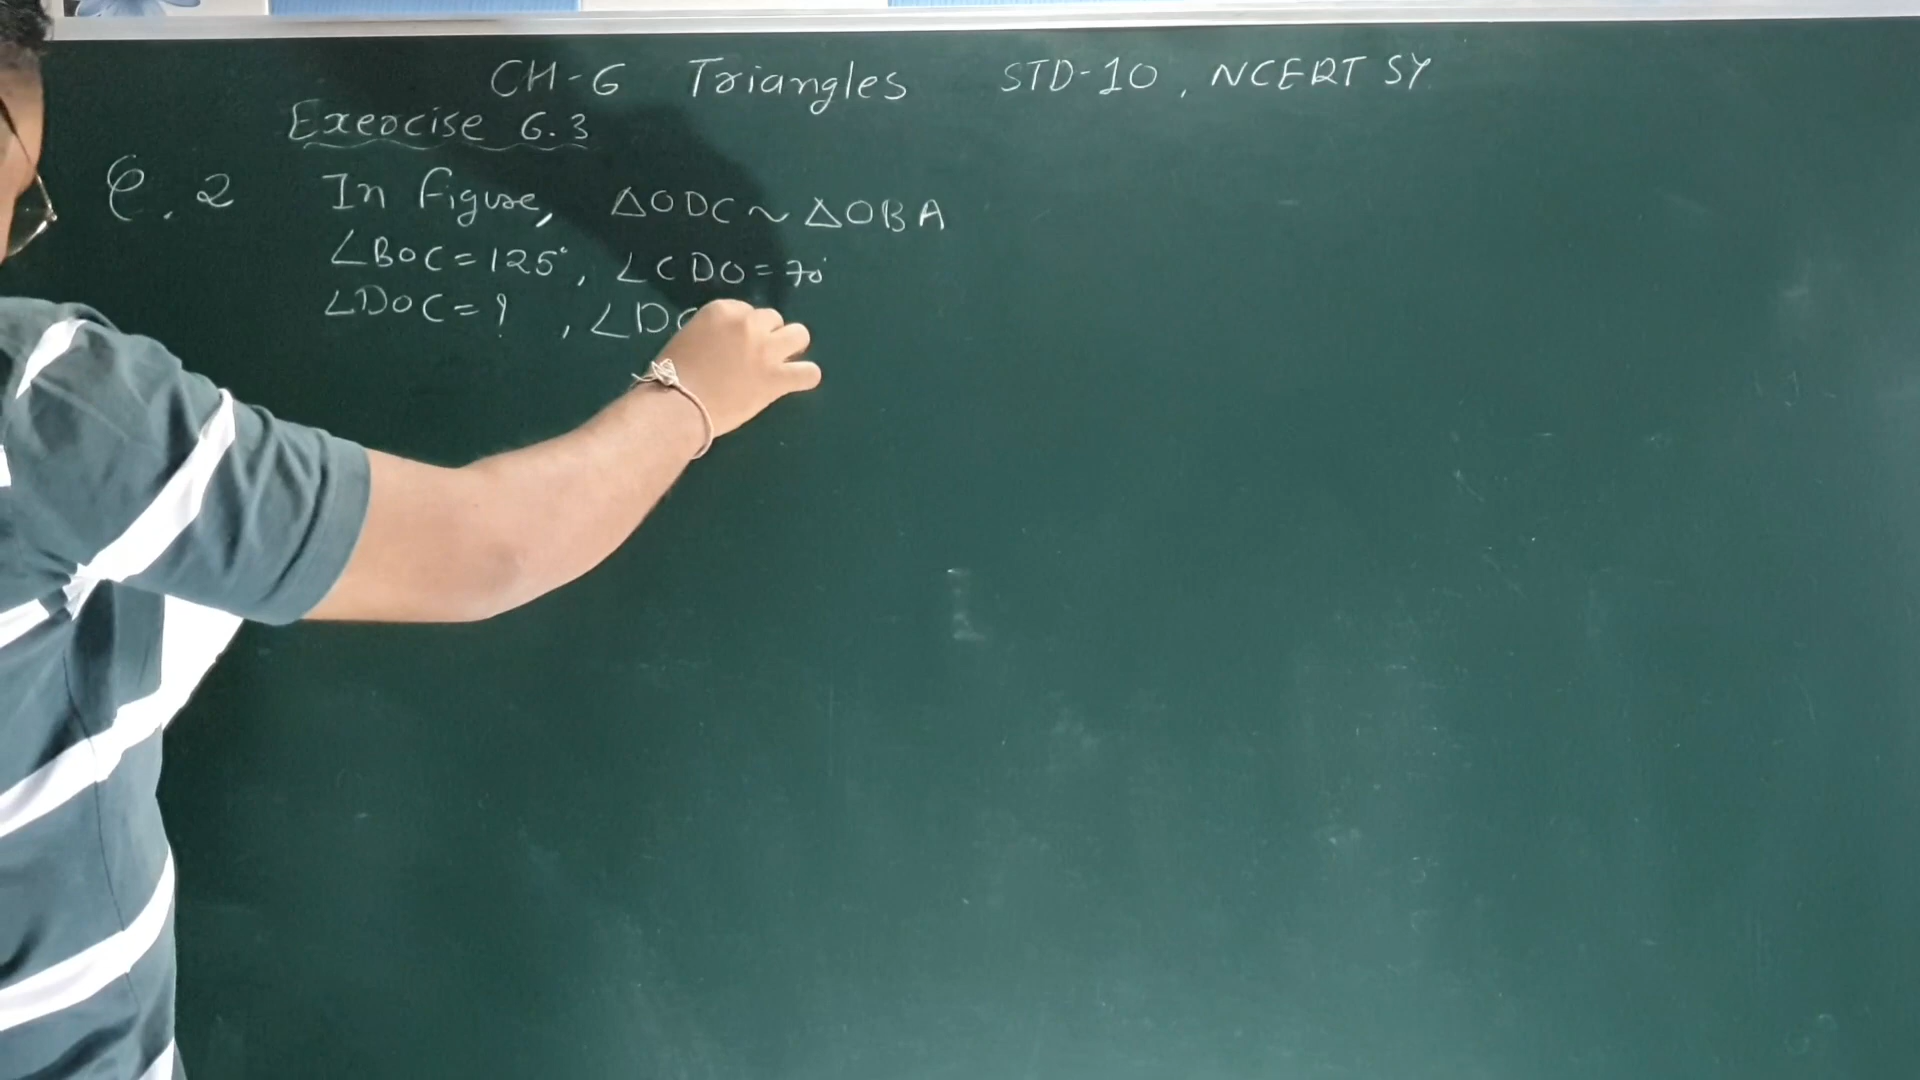 CH-6 Triangles STD-10, NCERT SY
Exercise 6.3
Q.2 In figure, △ODC ~ △OBA
∠BOC = 125°, ∠CDO = 70°
∠DOC = ?, ∠DC